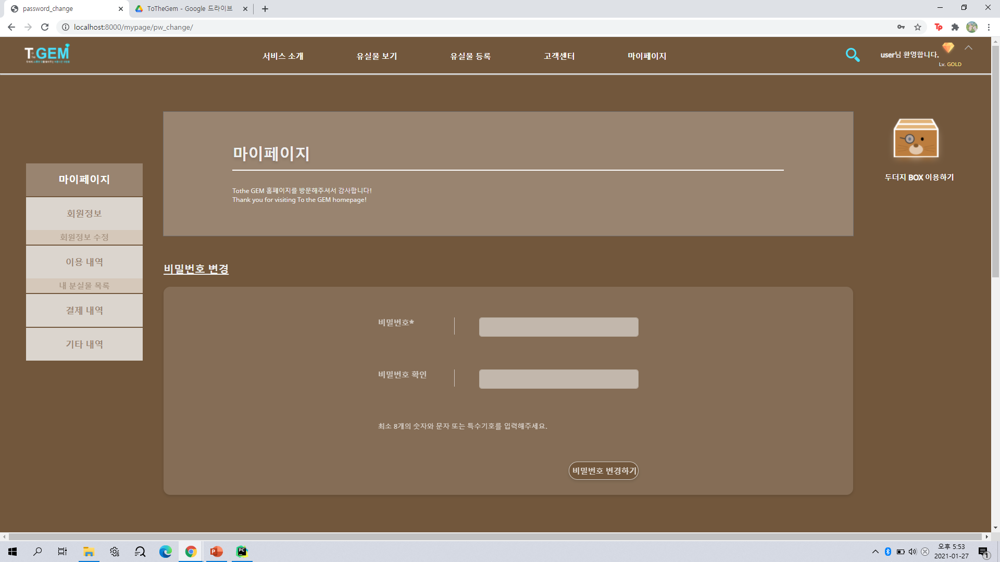 password_change
ToTheGem - Google 드라이브
localhost:8000/mypage/pw_change/
Tp
T GEM
서비스 소개
유실물 보기
유실물 등록
고객센터
마이페이지
user님 환영합니다.
Lv. GOLD
마이페이지
Tothe GEM 홈페이지를 방문해주셔서 감사합니다!
Thank you for visiting To the GEM homepage!
두더지 BOX 이용하기
마이페이지
회원정보
회원정보 수정
이용 내역
내 분실물 목록
결제 내역
기타 내역
비밀번호 변경
비밀번호*
비밀번호 확인
최소 8개의 숫자와 문자 또는 특수기호를 입력해주세요.
비밀번호 변경하기
P
PC
오후 5:53
2021-01-27
1